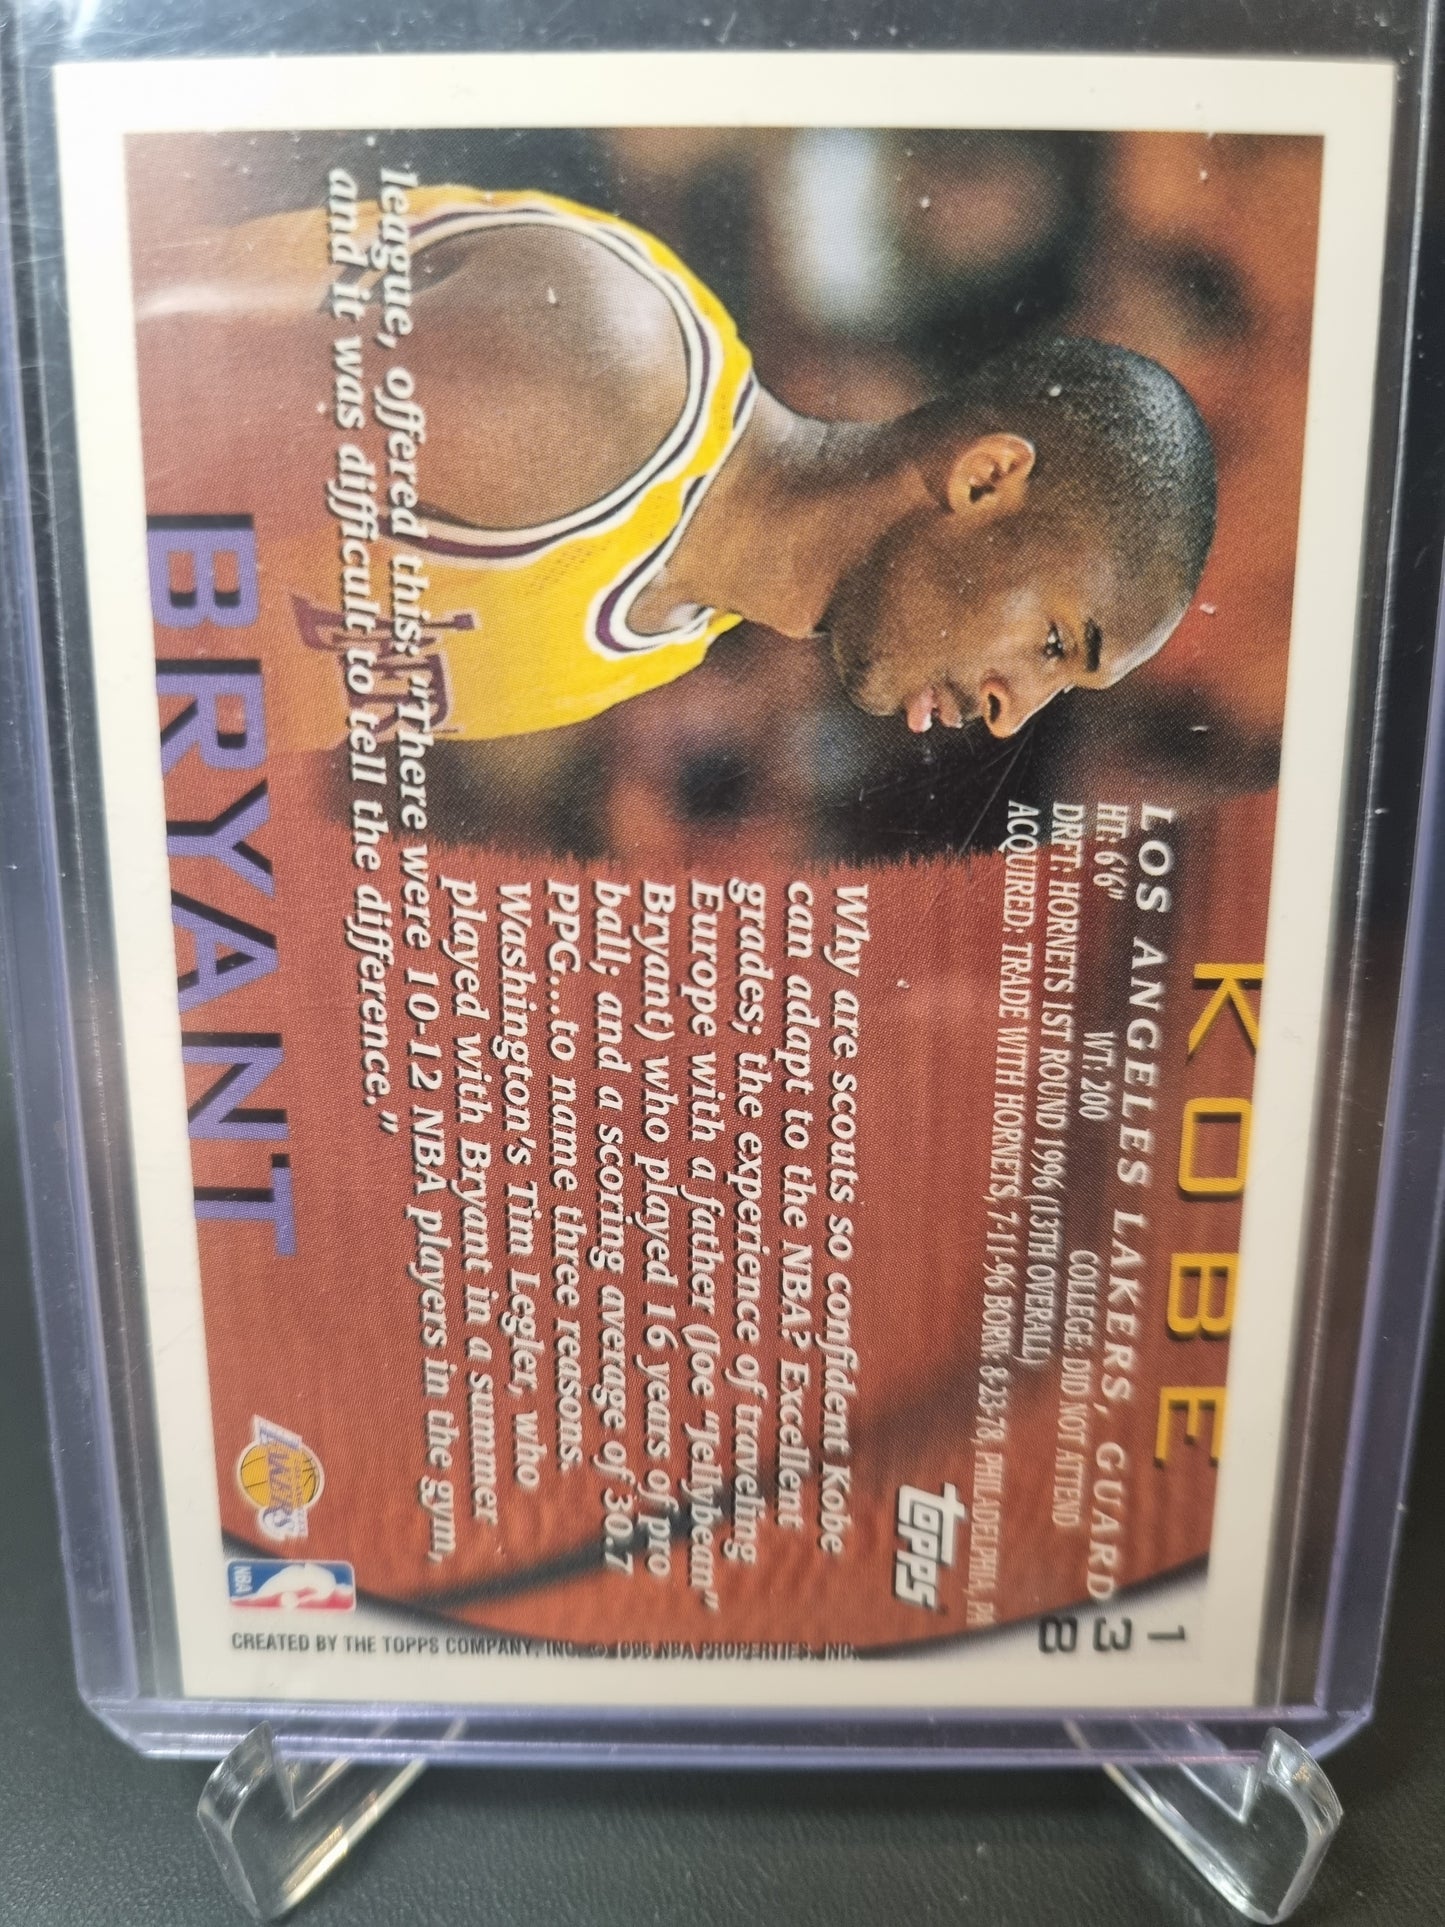 KOBE
138
LOS ANGELES LAKERS, GUARD
HT: 6'6" WT: 200 COLLEGE: DID NOT ATTEND
DRFT: HORNETS 1ST ROUND 1996 (13TH OVERALL)
ACQUIRED: TRADE WITH HORNETS, 7-11-96 BORN: 8-23-78, PHILADELPHIA, PA
TOPPS
Why are scouts so confident Kobe
can adapt to the NBA? Excellent
grades; the experience of traveling
Europe with a father (Joe "Jellybean"
Bryant) who played 16 years of pro
ball; and a scoring average of 30.7
PPG...to name three reasons.
Washington's Tim Legler, who
played with Bryant in a summer
league, offered this: "There were 10-12 NBA players in the gym,
and it was difficult to tell the difference."
BRYANT
LAKERS
NBA
CREATED BY THE TOPPS COMPANY, INC. © 1996 NBA PROPERTIES, INC.